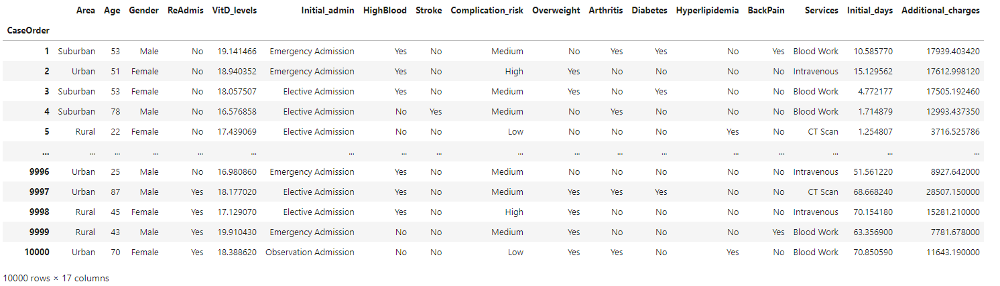 Area Age Gender ReAdmis VitD_levels Initial_admin HighBlood Stroke Complication_risk Overweight Arthritis Diabetes Hyperlipidemia BackPain Services Initial_days Additional_charges
CaseOrder
1 Suburban 53 Male No 19.141466 Emergency Admission Yes No Medium No Yes Yes No Yes Blood Work 10.585770 17939.403420
2 Urban 51 Female No 18.940352 Emergency Admission Yes No High Yes No No No No Intravenous 15.129562 17612.998120
3 Suburban 53 Female No 18.057507 Elective Admission Yes No Medium Yes No Yes No No Blood Work 4.772177 17505.192460
4 Suburban 78 Male No 16.576858 Elective Admission No Yes Medium No Yes No No No Blood Work 1.714879 12993.437350
5 Rural 22 Female No 17.439069 Elective Admission No No Low No No No Yes No CT Scan 1.254807 3716.525786
... ... ... ... ... ... ... ... ... ... ... ... ... ... ... ... ... ...
9996 Urban 25 Male No 16.980860 Emergency Admission Yes No Medium No No No No No Intravenous 51.561220 8927.642000
9997 Urban 87 Male Yes 18.177020 Elective Admission Yes No Medium Yes Yes Yes No No CT Scan 68.668240 28507.150000
9998 Rural 45 Female Yes 17.129070 Elective Admission Yes No High Yes No No No No Intravenous 70.154180 15281.210000
9999 Rural 43 Male Yes 19.910430 Emergency Admission No No Medium Yes No No No Yes Blood Work 63.356900 7781.678000
10000 Urban 70 Female Yes 18.388620 Observation Admission No No Low Yes Yes No Yes No Blood Work 70.850590 11643.190000
10000 rows × 17 columns